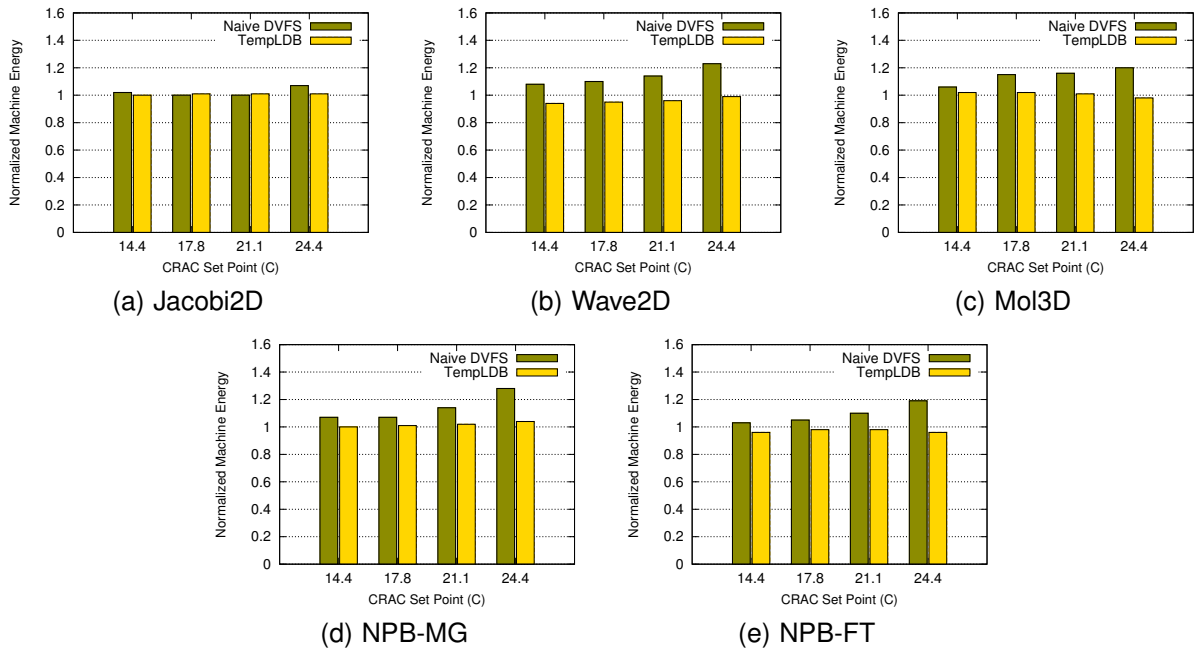 Normalized Machine Energy
1.6
1.4
1.2
1
0.8
0.6
0.4
0.2
0
Naive DVFS
TempLDB
14.4 17.8 21.1 24.4
CRAC Set Point (C)
(a) Jacobi2D
Normalized Machine Energy
1.6
1.4
1.2
1
0.8
0.6
0.4
0.2
0
Naive DVFS
TempLDB
14.4 17.8 21.1 24.4
CRAC Set Point (C)
(b) Wave2D
Normalized Machine Energy
1.6
1.4
1.2
1
0.8
0.6
0.4
0.2
0
Naive DVFS
TempLDB
14.4 17.8 21.1 24.4
CRAC Set Point (C)
(c) Mol3D
Normalized Machine Energy
1.6
1.4
1.2
1
0.8
0.6
0.4
0.2
0
Naive DVFS
TempLDB
14.4 17.8 21.1 24.4
CRAC Set Point (C)
(d) NPB-MG
Normalized Machine Energy
1.6
1.4
1.2
1
0.8
0.6
0.4
0.2
0
Naive DVFS
TempLDB
14.4 17.8 21.1 24.4
CRAC Set Point (C)
(e) NPB-FT